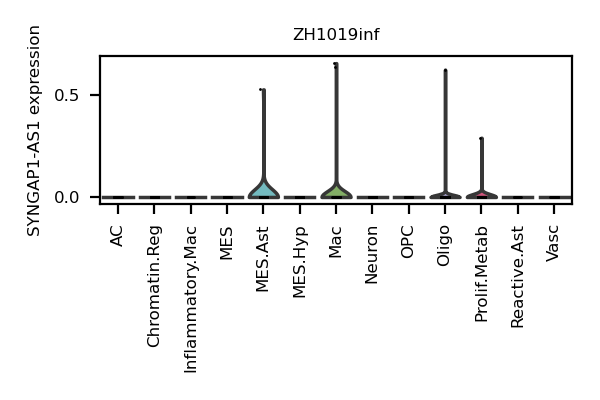 ZH1019inf
SYNGAP1-AS1 expression
0.5
0.0
AC
Chromatin.Reg
Inflammatory.Mac
MES
MES.Ast
MES.Hyp
Mac
Neuron
OPC
Oligo
Prolif.Metab
Reactive.Ast
Vasc